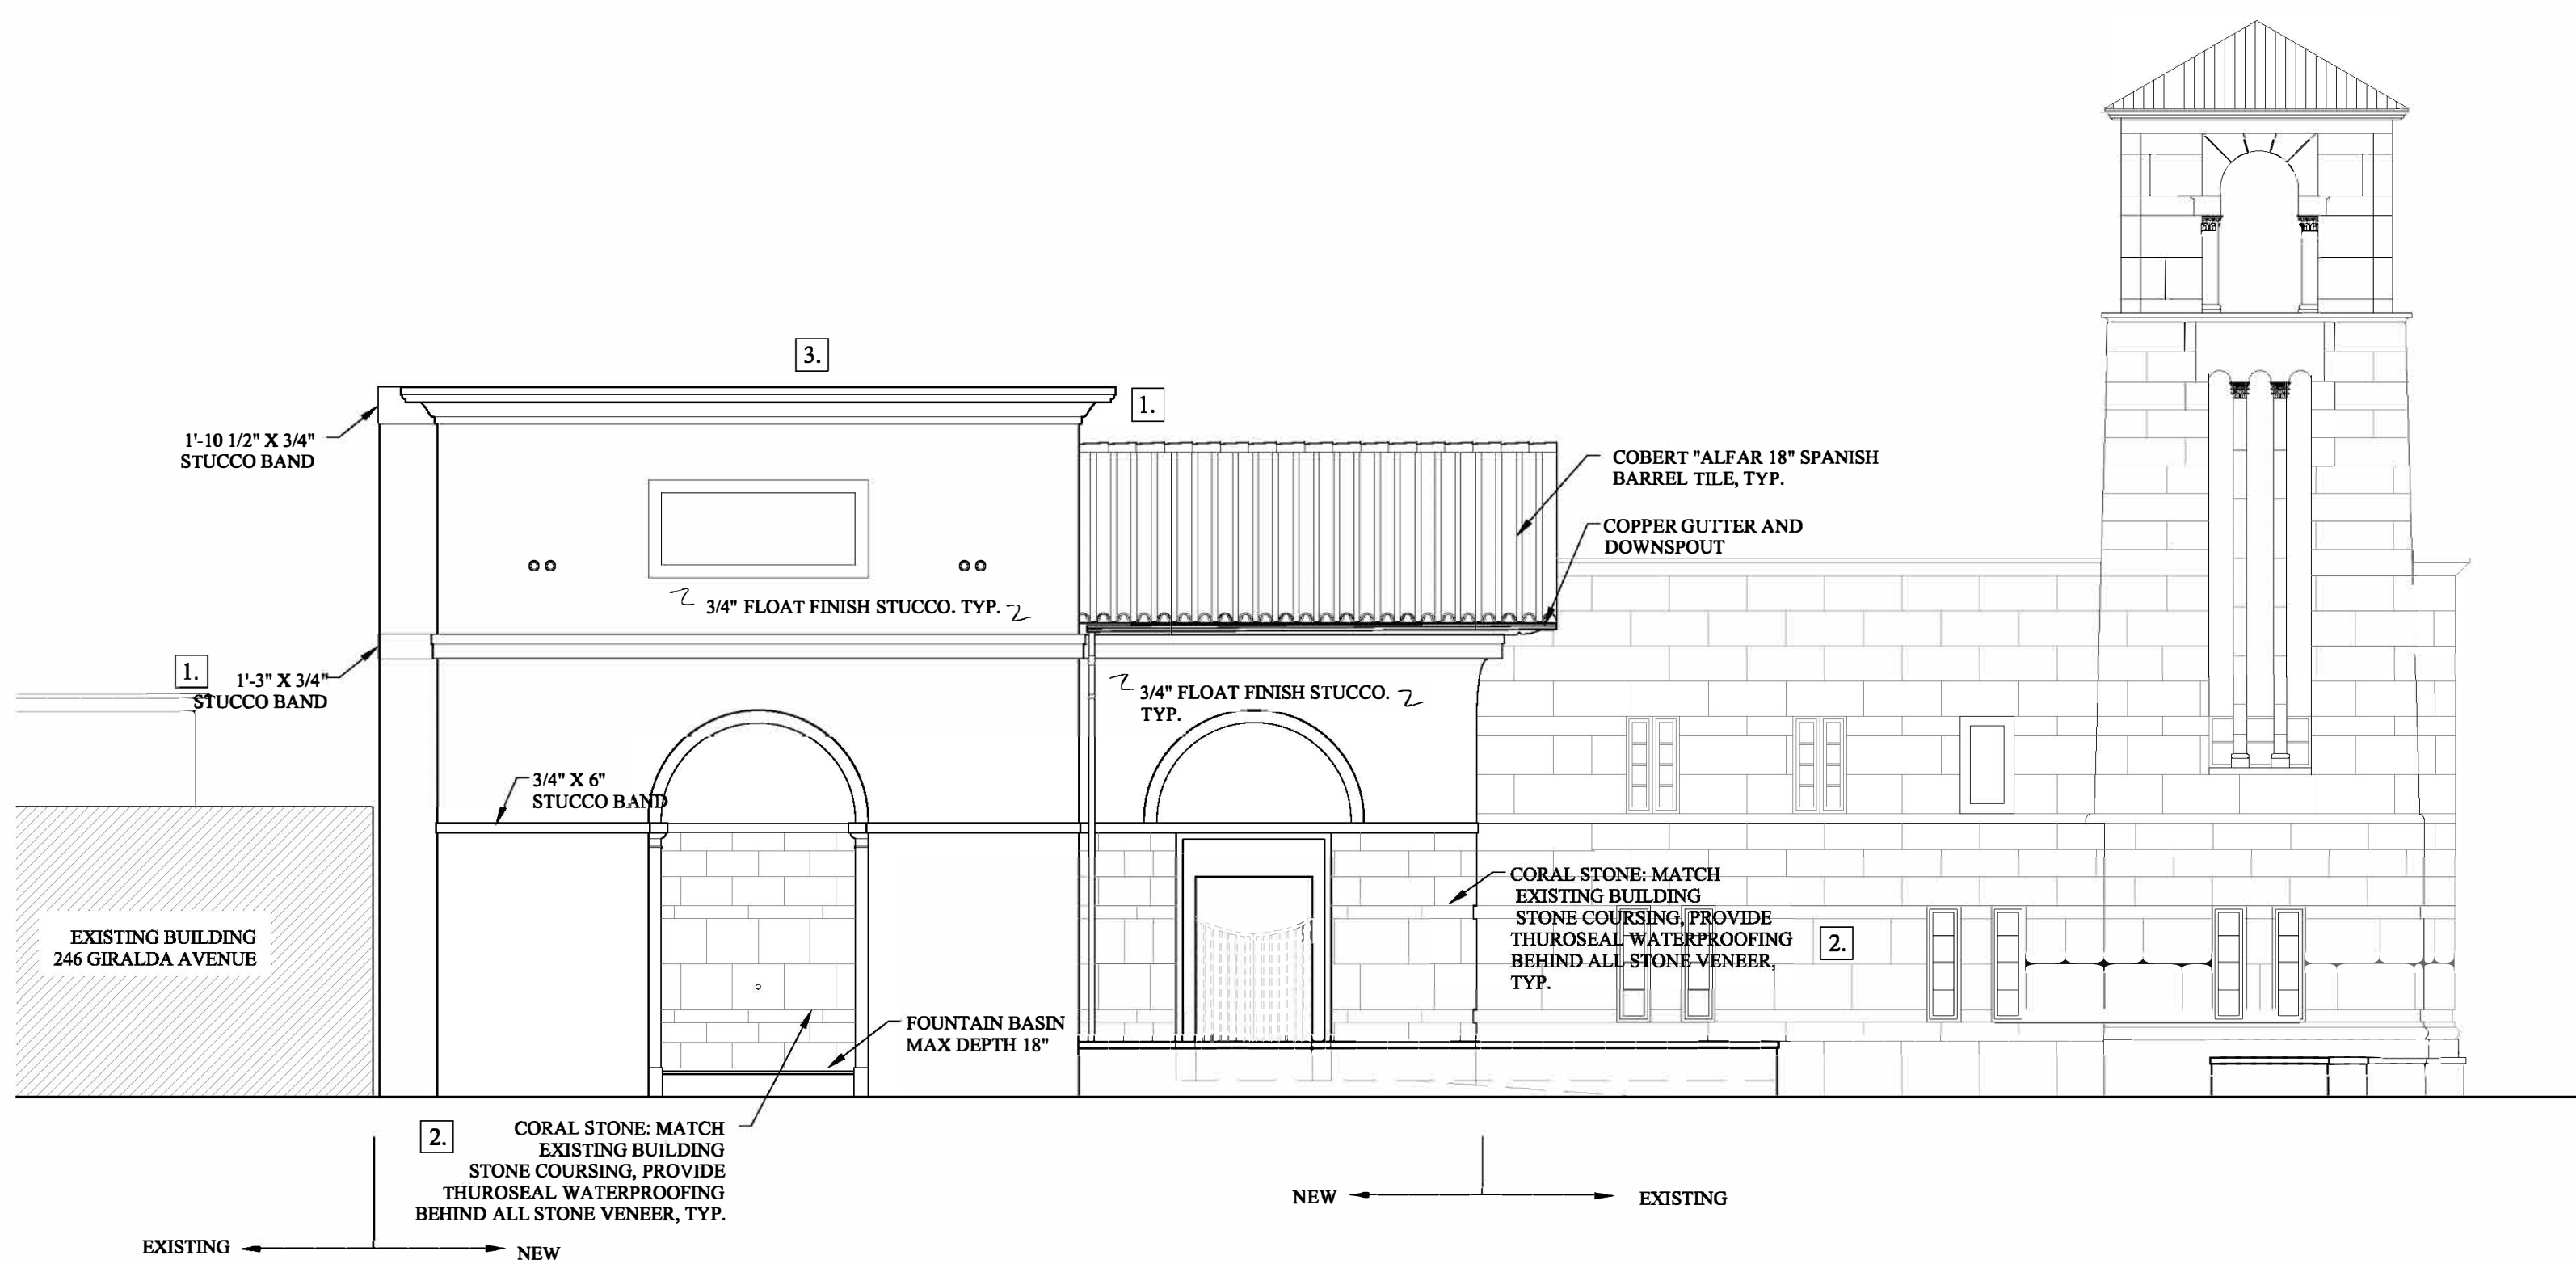 3.
1.
1'-10 1/2" X 3/4"
STUCCO BAND
COBERT "ALFAR 18" SPANISH
BARREL TILE, TYP.
COPPER GUTTER AND
DOWNSPOUT
3/4" FLOAT FINISH STUCCO. TYP.
1.
1'-3" X 3/4"
STUCCO BAND
3/4" FLOAT FINISH STUCCO.
TYP.
3/4" X 6"
STUCCO BAND
CORAL STONE: MATCH
EXISTING BUILDING
STONE COURSING, PROVIDE
THUROSEAL WATERPROOFING
BEHIND ALL STONE VENEER,
TYP.
2.
EXISTING BUILDING
246 GIRALDA AVENUE
FOUNTAIN BASIN
MAX DEPTH 18"
2.
CORAL STONE: MATCH
EXISTING BUILDING
STONE COURSING, PROVIDE
THUROSEAL WATERPROOFING
BEHIND ALL STONE VENEER, TYP.
NEW
EXISTING
EXISTING
NEW